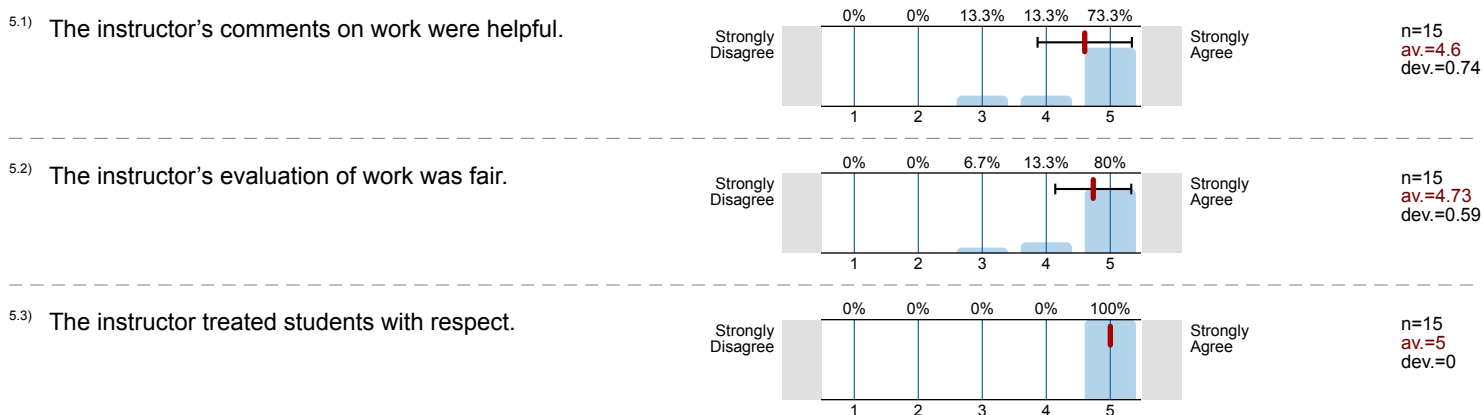 5.1) The instructor's comments on work were helpful.
Strongly
Disagree
0% 0% 13.3% 13.3% 73.3%
1 2 3 4 5
Strongly
Agree
n=15
av.=4.6
dev.=0.74
5.2) The instructor's evaluation of work was fair.
Strongly
Disagree
0% 0% 6.7% 13.3% 80%
1 2 3 4 5
Strongly
Agree
n=15
av.=4.73
dev.=0.59
5.3) The instructor treated students with respect.
Strongly
Disagree
0% 0% 0% 0% 100%
1 2 3 4 5
Strongly
Agree
n=15
av.=5
dev.=0